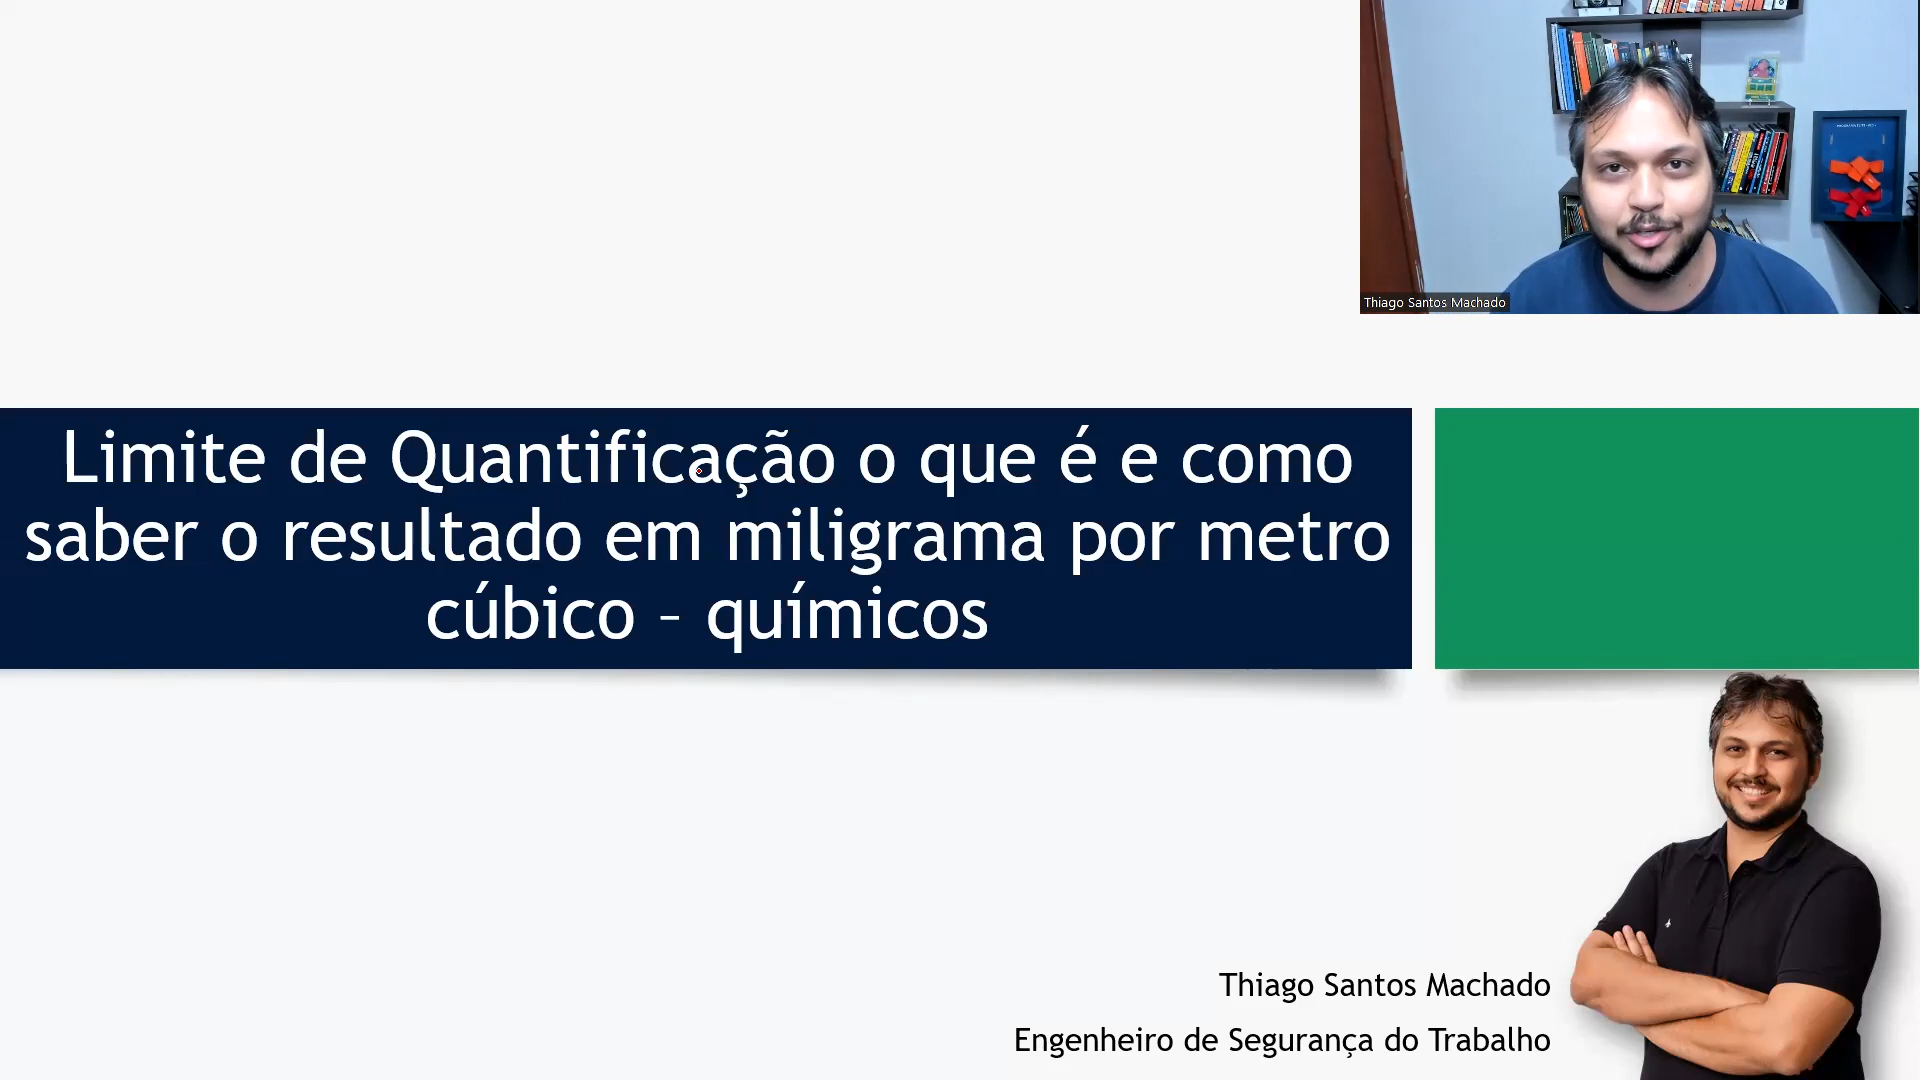 Thiago Santos Machado
Limite de Quantificação o que é e como
saber o resultado em miligrama por metro
cúbico – químicos
Thiago Santos Machado
Engenheiro de Segurança do Trabalho